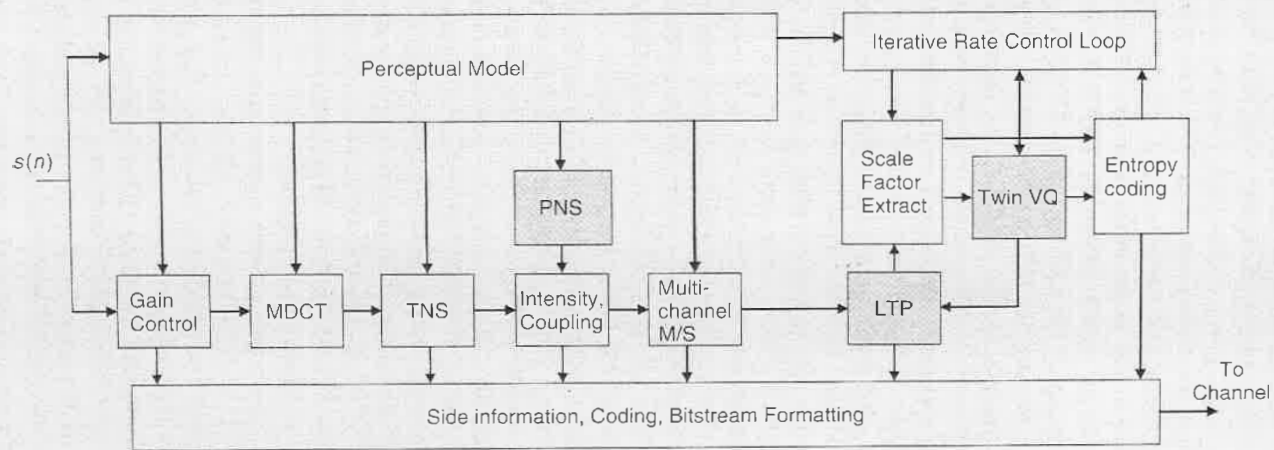 Perceptual Model
Iterative Rate Control Loop
s(n)
PNS
Scale
Factor
Extract
Twin VQ
Entropy
coding
Gain
Control
MDCT
TNS
Intensity,
Coupling
Multi-
channel
M/S
LTP
To
Channel
Side information, Coding, Bitstream Formatting